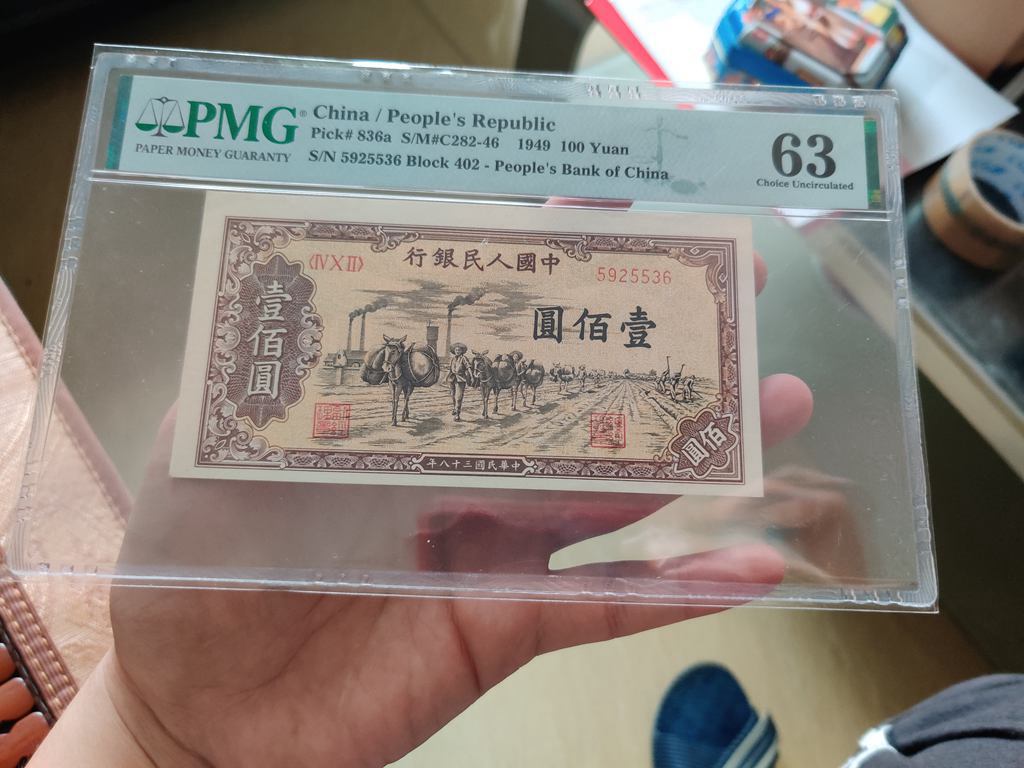 PMG® China / People's Republic
Pick# 836a S/M#C282-46 1949 100 Yuan
PAPER MONEY GUARANTY S/N 5925536 Block 402 - People's Bank of China
63
Choice Uncirculated
行銀民人國中
〈IV X II〉
5925536
圓佰壹
壹佰圓
佰圓
年八十三國民華中